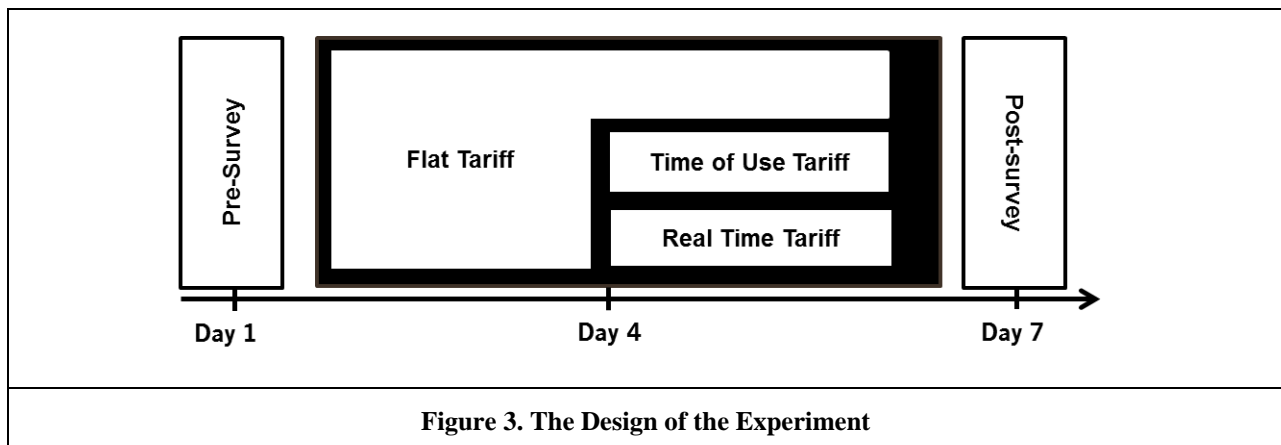 Pre-Survey
Flat Tariff
Time of Use Tariff
Real Time Tariff
Post-survey
Day 1
Day 4
Day 7
Figure 3. The Design of the Experiment